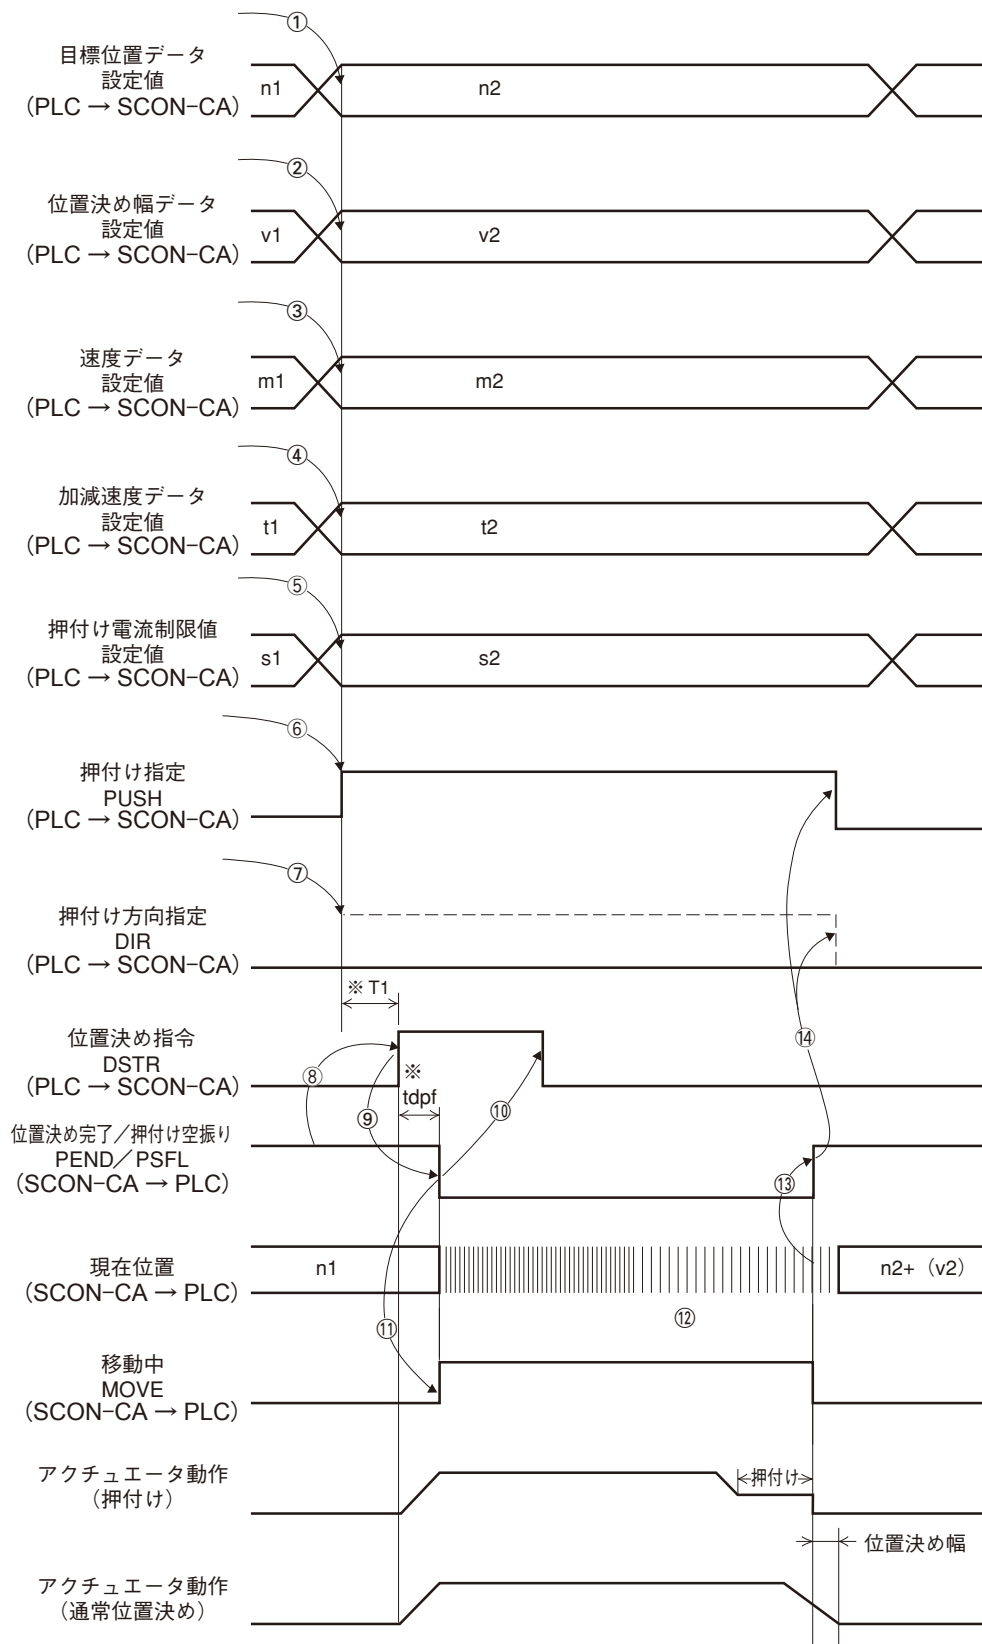 ①
目標位置データ
設定値
(PLC → SCON-CA)
n1
n2
②
位置決め幅データ
設定値
(PLC → SCON-CA)
v1
v2
③
速度データ
設定値
(PLC → SCON-CA)
m1
m2
④
加減速度データ
設定値
(PLC → SCON-CA)
t1
t2
⑤
押付け電流制限値
設定値
(PLC → SCON-CA)
s1
s2
⑥
押付け指定
PUSH
(PLC → SCON-CA)
⑦
押付け方向指定
DIR
(PLC → SCON-CA)
※ T1
位置決め指令
DSTR
(PLC → SCON-CA)
⑧
※
tdpf
⑨
⑩
⑭
位置決め完了／押付け空振り
PEND／PSFL
(SCON-CA → PLC)
⑬
現在位置
(SCON-CA → PLC)
n1
n2+（v2）
⑪
⑫
移動中
MOVE
(SCON-CA → PLC)
アクチュエータ動作
（押付け）
押付け
位置決め幅
アクチュエータ動作
（通常位置決め）